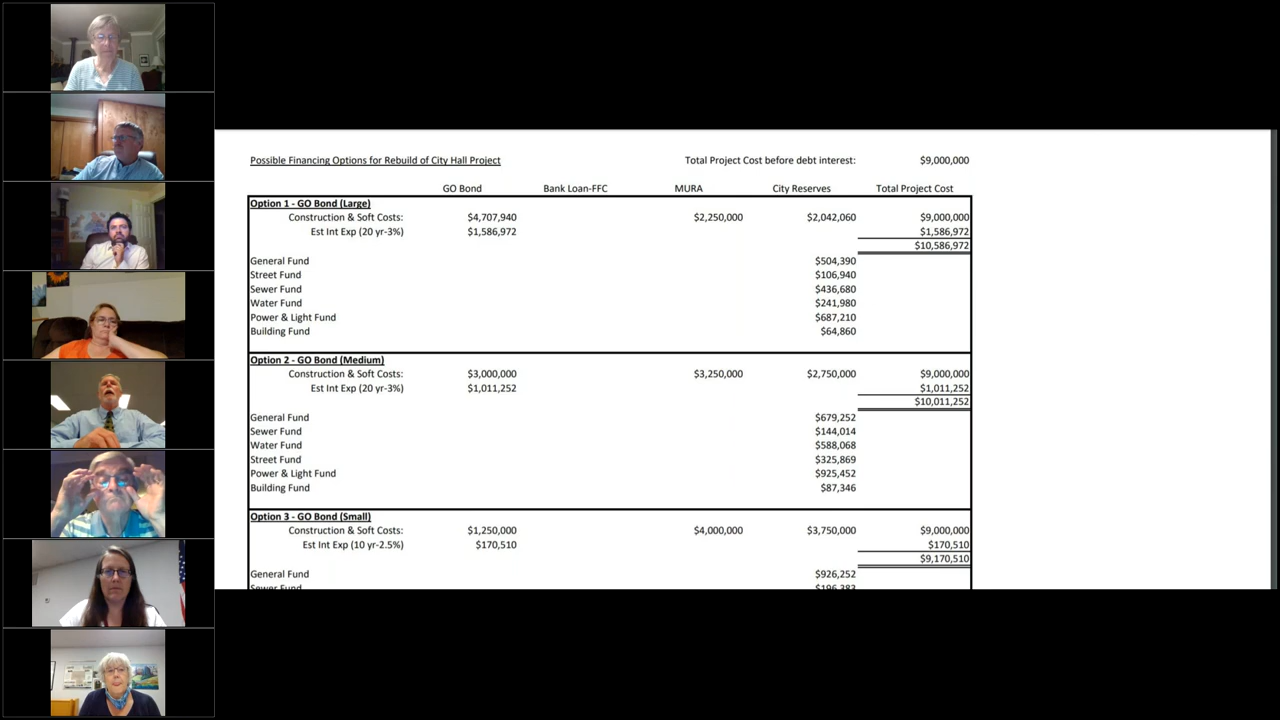 Possible Financing Options for Rebuild of City Hall Project Total Project Cost before debt interest: $9,000,000
GO Bond Bank Loan-FFC MURA City Reserves Total Project Cost
Option 1 - GO Bond (Large)
Construction & Soft Costs: $4,707,940 $2,250,000 $2,042,060 $9,000,000
Est Int Exp (20 yr-3%) $1,586,972 $1,586,972
$10,586,972
General Fund $504,390
Street Fund $106,940
Sewer Fund $436,680
Water Fund $241,980
Power & Light Fund $687,210
Building Fund $64,860
Option 2 - GO Bond (Medium)
Construction & Soft Costs: $3,000,000 $3,250,000 $2,750,000 $9,000,000
Est Int Exp (20 yr-3%) $1,011,252 $1,011,252
$10,011,252
General Fund $679,252
Sewer Fund $144,014
Water Fund $588,068
Street Fund $325,869
Power & Light Fund $925,452
Building Fund $87,346
Option 3 - GO Bond (Small)
Construction & Soft Costs: $1,250,000 $4,000,000 $3,750,000 $9,000,000
Est Int Exp (10 yr-2.5%) $170,510 $170,510
$9,170,510
General Fund $926,252
Sewer Fund $196,383